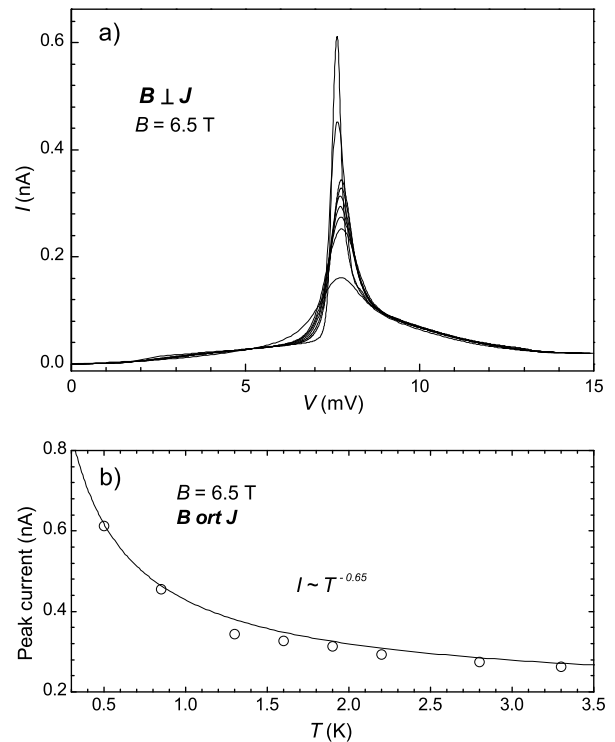 a)
B ⊥ J
B = 6.5 T
I (nA)
0.6
0.4
0.2
0.0
0
5
10
15
V (mV)
b)
B = 6.5 T
B ort J
I ~ T^-0.65
Peak current (nA)
0.8
0.6
0.4
0.2
0.5
1.0
1.5
2.0
2.5
3.0
3.5
T (K)